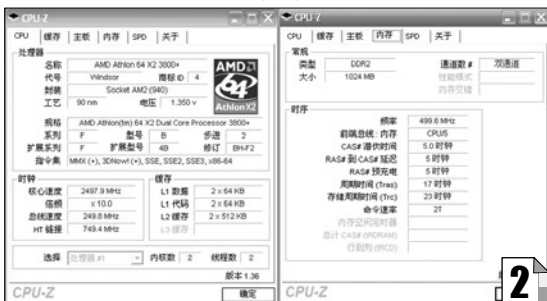 CPU-Z
CPU 缓存 主板 内存 SPD 关于
处理器
名称 AMD Athlon 64 X2 3800+
代号 Windsor 商标 ID 4
封装 Socket AM2 (940)
工艺 90 nm 电压 1.350 v
AMD
64
Athlon X2
规格 AMD Athlon(tm) 64 X2 Dual Core Processor 3800+
系列 F 型号 B 步进 2
扩展系列 F 扩展型号 4B 修订 BH-F2
指令集 MMX (+), 3DNow! (+), SSE, SSE2, SSE3, x86-64
时钟
核心速度 2497.9 MHz
倍频 x 10.0
总线速度 249.8 MHz
HT 链接 749.4 MHz
缓存
L1 数据 2 x 64 KB
L1 代码 2 x 64 KB
L2 缓存 2 x 512 KB
L3 缓存
选择 处理器 #1 内核数 2 线程数 2
版本 1.36
CPU-Z 确定
CPU-Z
CPU 缓存 主板 内存 SPD 关于
常规
类型 DDR2 通道数 # 双通道
大小 1024 MB 性能模式
内存交错
时序
频率 499.6 MHz
前端总线 : 内存 CPU/5
CAS# 潜伏时间 5.0 时钟
RAS# 到 CAS# 延迟 5 时钟
RAS# 预充电 5 时钟
周期时间 (Tras) 17 时钟
存储周期时间 (Trc) 23 时钟
命令速率 2T
内存空闲定时器
总计 CAS# (tRDRAM)
行到列 (tRCD)
CPU-Z
2